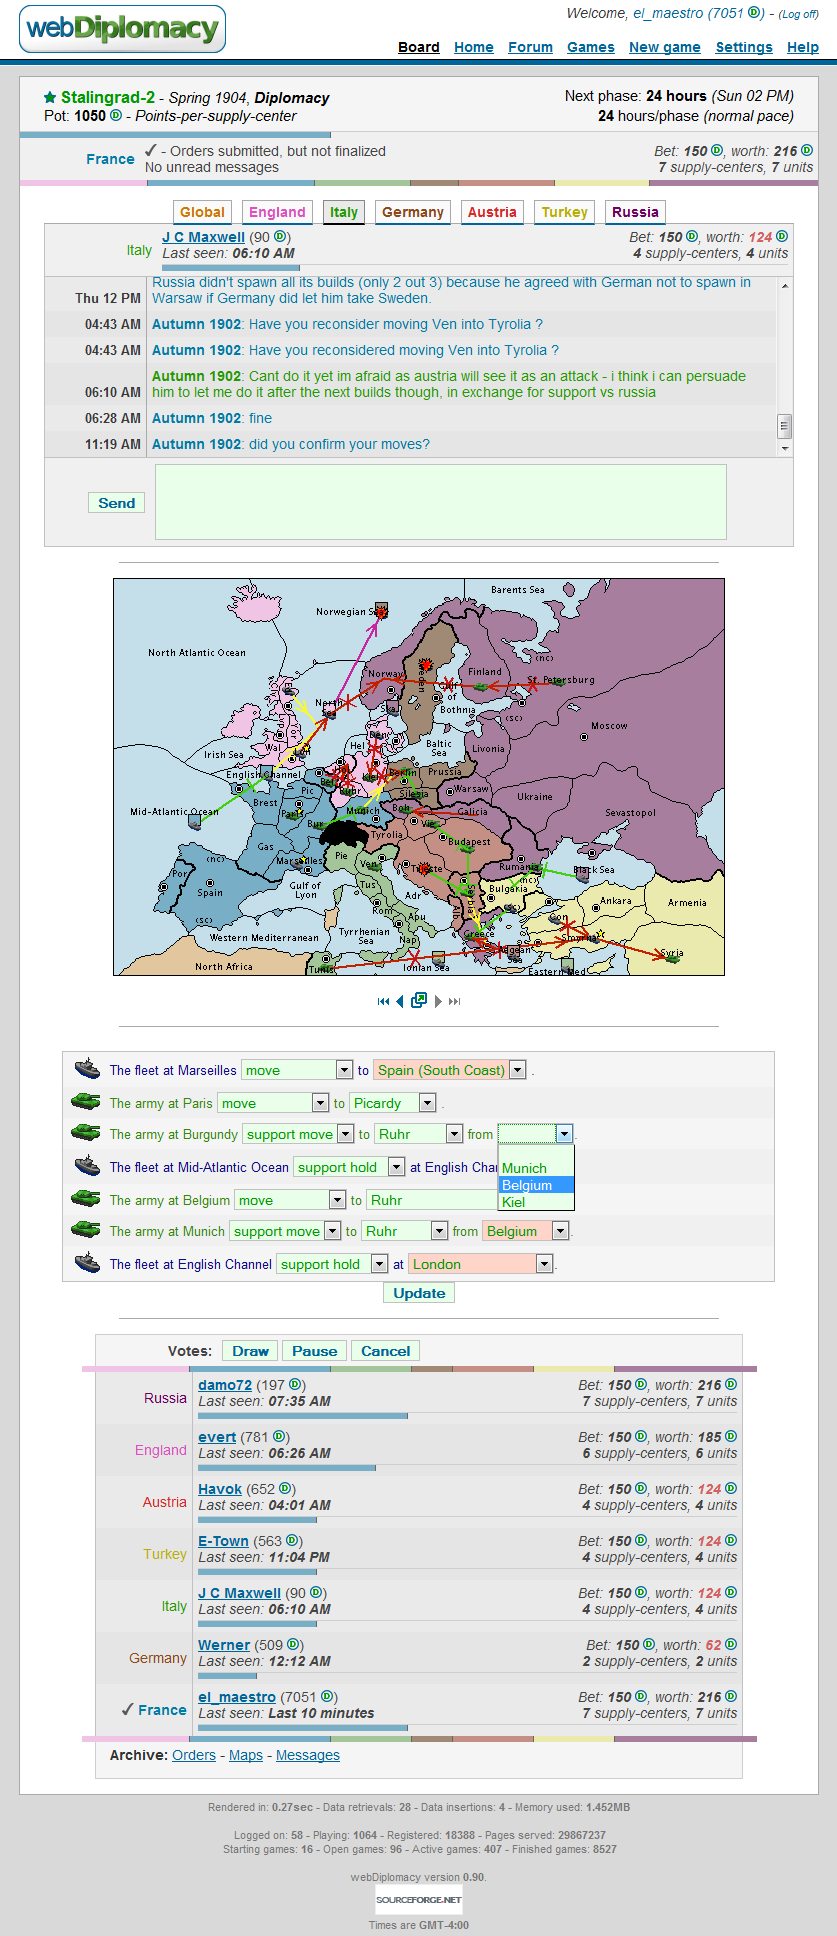 webDiplomacy
Welcome, el_maestro (7051 D) - (Log off)
Board Home Forum Games New game Settings Help
Stalingrad-2 - Spring 1904, Diplomacy
Next phase: 24 hours (Sun 02 PM)
Pot: 1050 D - Points-per-supply-center
24 hours/phase (normal pace)
France ✓ - Orders submitted, but not finalized
No unread messages
Bet: 150 D, worth: 216 D
7 supply-centers, 7 units
Global England Italy Germany Austria Turkey Russia
Italy
J C Maxwell (90 D)
Last seen: 06:10 AM
Bet: 150 D, worth: 124 D
4 supply-centers, 4 units
Russia didn't spawn all its builds (only 2 out 3) because he agreed with German not to spawn in
Thu 12 PM Warsaw if Germany did let him take Sweden.
04:43 AM Autumn 1902: Have you reconsider moving Ven into Tyrolia ?
04:43 AM Autumn 1902: Have you reconsidered moving Ven into Tyrolia ?
Autumn 1902: Cant do it yet im afraid as austria will see it as an attack - i think i can persuade
06:10 AM him to let me do it after the next builds though, in exchange for support vs russia
06:28 AM Autumn 1902: fine
11:19 AM Autumn 1902: did you confirm your moves?
Send
Barents Sea
Norwegian Sea
North Atlantic Ocean
(nc)
Norway
Finland
St. Petersburg
Sweden
Gulf of Bothnia
North Sea
Ska
(sc)
Moscow
Den
Hel
Baltic Sea
Livonia
Irish Sea
Wal
Lon
English Channel
Bel
Ruhr
Kiel
Berlin
Prussia
Silesia
Warsaw
Ukraine
Pic
Brest
Paris
Bur
Munich
Boh
Galicia
Sevastopol
Mid-Atlantic Ocean
Gas
Tyrolia
Vie
Budapest
(nc)
Marseilles
Pie
Ven
Trieste
Rumania
Black Sea
Por
Spain
(sc)
Gulf of Lyon
Tus
Adr
Serbia
(nc)
Bulgaria
(sc)
Rom
Apu
Alb
Con
Ankara
Armenia
Western Mediterranean
Tyrrhenian Sea
Nap
Greece
Aegean Sea
Smyrna
Syria
North Africa
Tunis
Ionian Sea
Eastern Med
The fleet at Marseilles move to Spain (South Coast) .
The army at Paris move to Picardy .
The army at Burgundy support move to Ruhr from .
Munich
Belgium
Kiel
The fleet at Mid-Atlantic Ocean support hold at English Chan
The army at Belgium move to Ruhr
The army at Munich support move to Ruhr from Belgium .
The fleet at English Channel support hold at London .
Update
Votes: Draw Pause Cancel
Russia
damo72 (197 D)
Last seen: 07:35 AM
Bet: 150 D, worth: 216 D
7 supply-centers, 7 units
England
evert (781 D)
Last seen: 06:26 AM
Bet: 150 D, worth: 185 D
6 supply-centers, 6 units
Austria
Havok (652 D)
Last seen: 04:01 AM
Bet: 150 D, worth: 124 D
4 supply-centers, 4 units
Turkey
E-Town (563 D)
Last seen: 11:04 PM
Bet: 150 D, worth: 124 D
4 supply-centers, 4 units
Italy
J C Maxwell (90 D)
Last seen: 06:10 AM
Bet: 150 D, worth: 124 D
4 supply-centers, 4 units
Germany
Werner (509 D)
Last seen: 12:12 AM
Bet: 150 D, worth: 62 D
2 supply-centers, 2 units
✓ France
el_maestro (7051 D)
Last seen: Last 10 minutes
Bet: 150 D, worth: 216 D
7 supply-centers, 7 units
Archive: Orders - Maps - Messages
Rendered in: 0.27sec - Data retrievals: 28 - Data insertions: 4 - Memory used: 1.452MB
Logged on: 58 - Playing: 1064 - Registered: 18388 - Pages served: 29867237
Starting games: 16 - Open games: 96 - Active games: 407 - Finished games: 8527
webDiplomacy version 0.90.
SOURCEFORGE.NET
Times are GMT-4:00